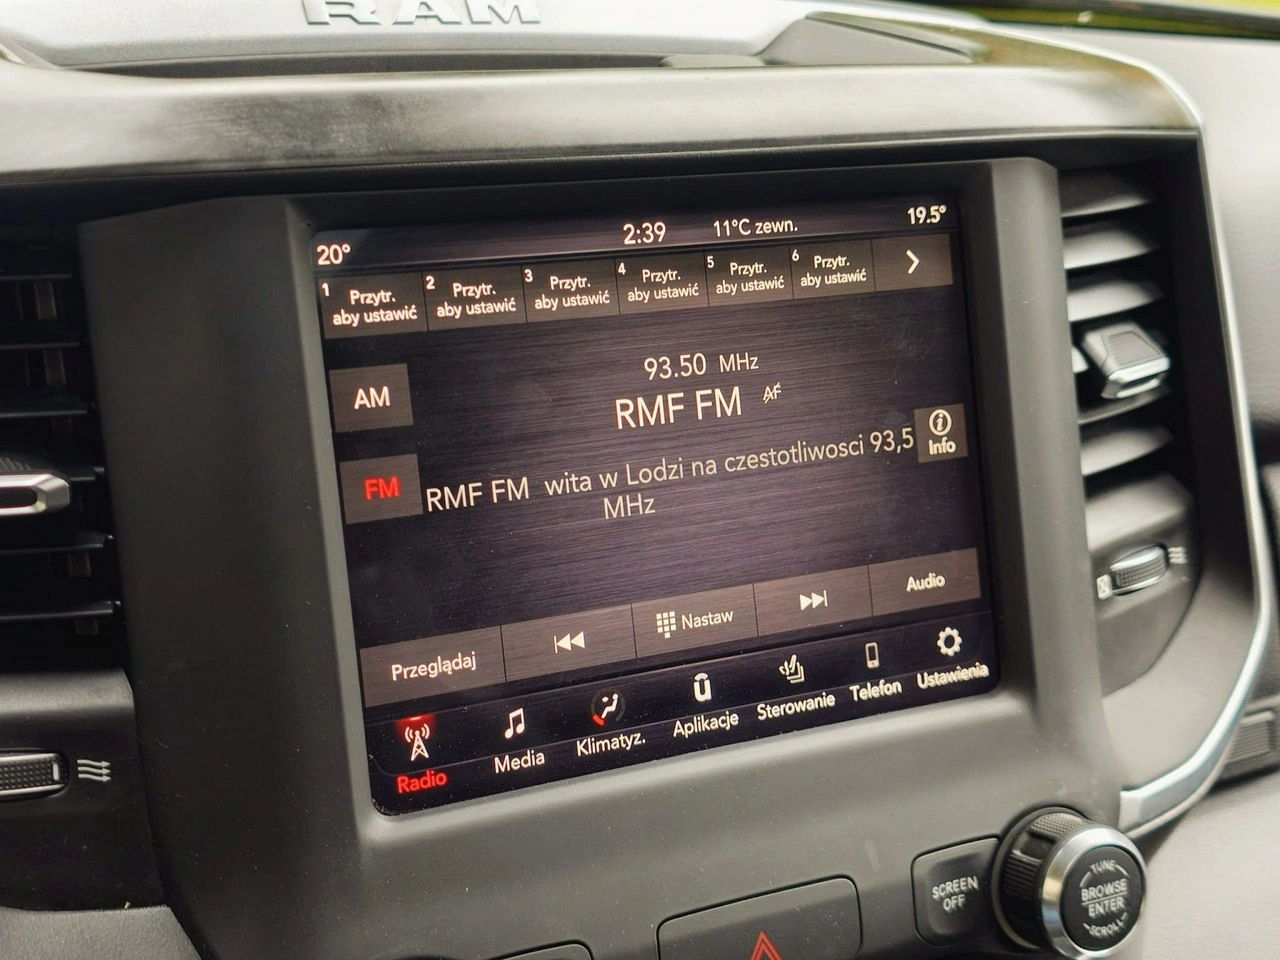 RAM
20°
2:39
11°C zewn.
19.5°
1 Przytr. aby ustawić
2 Przytr. aby ustawić
3 Przytr. aby ustawić
4 Przytr. aby ustawić
5 Przytr. aby ustawić
6 Przytr. aby ustawić
93.50 MHz
AM
RMF FM AF
Info
FM
RMF FM wita w Lodzi na czestotliwosci 93,5
MHz
Przeglądaj
Nastaw
Audio
Radio
Media
Klimatyz.
Aplikacje
Sterowanie
Telefon
Ustawienia
SCREEN
OFF
TUNE
BROWSE
ENTER
SCROLL